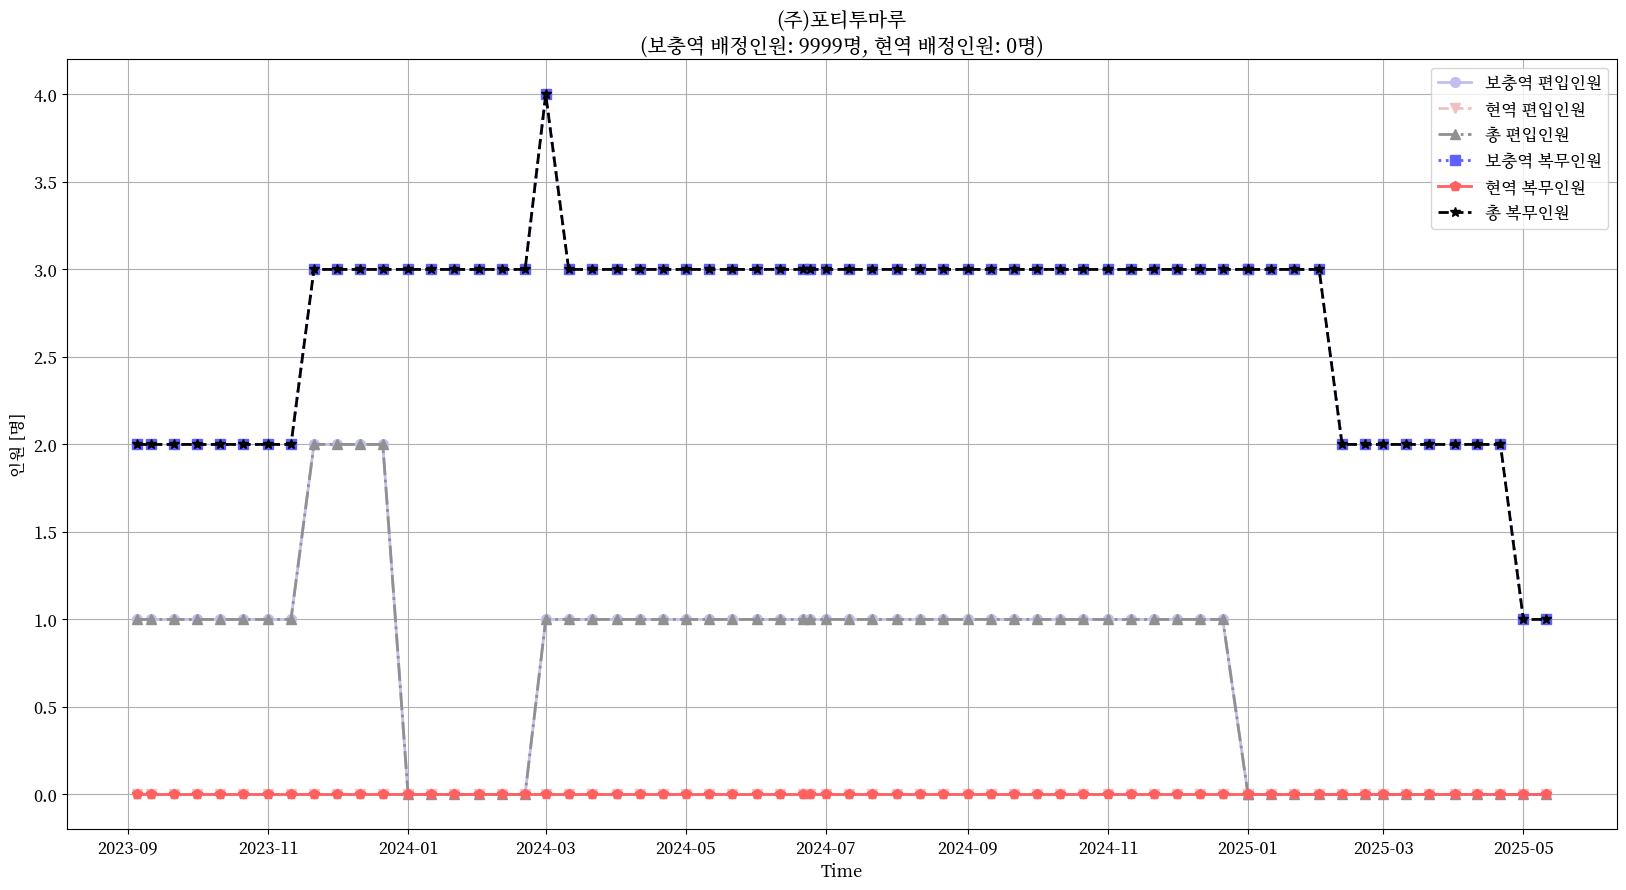 (주)포티투마루
(보충역 배정인원: 9999명, 현역 배정인원: 0명)
보충역 편입인원
현역 편입인원
총 편입인원
보충역 복무인원
현역 복무인원
총 복무인원
인원 [명]
4.0
3.5
3.0
2.5
2.0
1.5
1.0
0.5
0.0
2023-09 2023-11 2024-01 2024-03 2024-05 2024-07 2024-09 2024-11 2025-01 2025-03 2025-05
Time